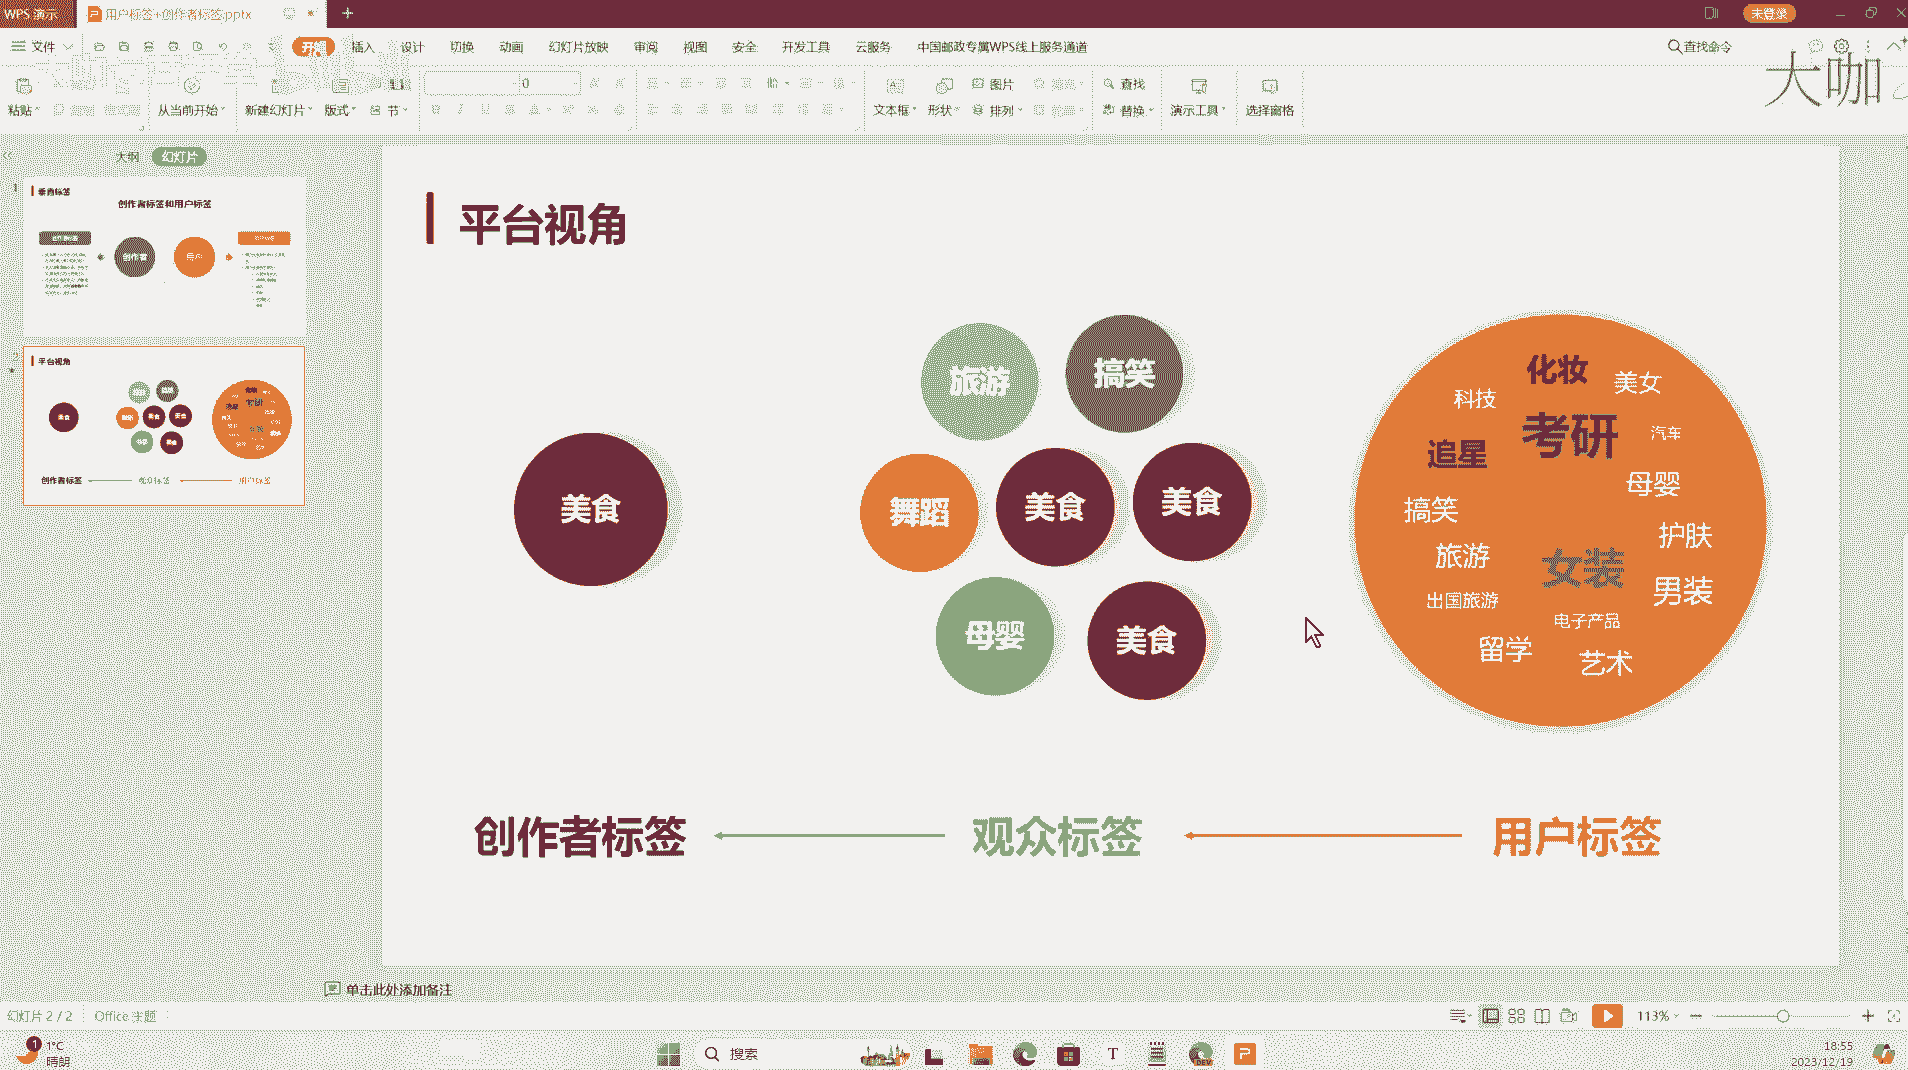 WPS 演示
用户标签+创作者标签.pptx
未登录
文件
开始
插入
设计
切换
动画
幻灯片放映
审阅
视图
安全
开发工具
云服务
中国邮政专属WPS线上服务通道
查找命令
大咖
粘贴
从当前开始
新建幻灯片
版式
节
0
文本框
形状
图片
排列
查找
替换
演示工具
选择窗格
大纲
幻灯片
1
垂直标签
创作者标签和用户标签
创作者
用户
2
平台视角
美食
创作者标签
观众标签
用户标签
平台视角
美食
旅游
搞笑
舞蹈
美食
美食
母婴
美食
化妆
美女
科技
考研
汽车
追星
母婴
搞笑
护肤
旅游
女装
男装
出国旅游
电子产品
留学
艺术
创作者标签
观众标签
用户标签
单击此处添加备注
幻灯片 2 / 2
Office 主题
113%
1
1°C
晴朗
搜索
T
DEV
18:55
2023/12/19